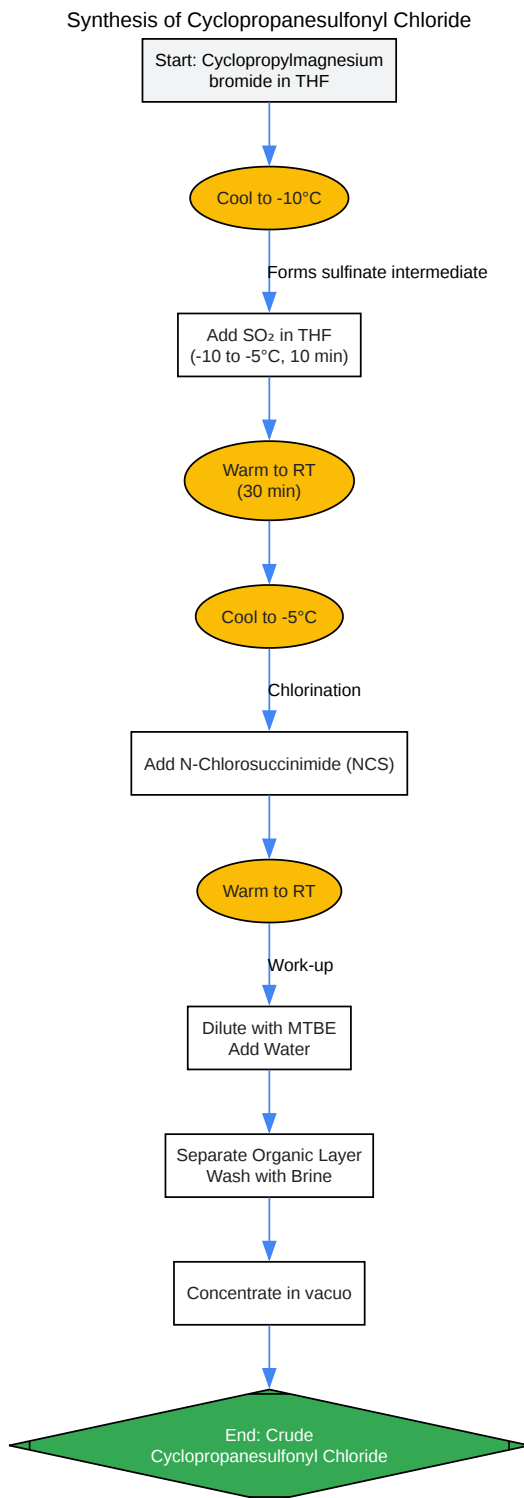 Synthesis of Cyclopropanesulfonyl Chloride
Start: Cyclopropylmagnesium
bromide in THF
Cool to -10°C
Forms sulfinate intermediate
Add SO₂ in THF
(-10 to -5°C, 10 min)
Warm to RT
(30 min)
Cool to -5°C
Chlorination
Add N-Chlorosuccinimide (NCS)
Warm to RT
Work-up
Dilute with MTBE
Add Water
Separate Organic Layer
Wash with Brine
Concentrate in vacuo
End: Crude
Cyclopropanesulfonyl Chloride